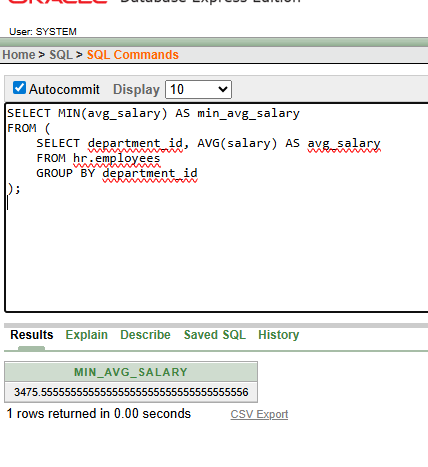 ORACLE Database Express Edition
User: SYSTEM
Home > SQL > SQL Commands
Autocommit Display 10
SELECT MIN(avg_salary) AS min_avg_salary
FROM (
SELECT department_id, AVG(salary) AS avg_salary
FROM hr.employees
GROUP BY department_id
);
Results Explain Describe Saved SQL History
MIN_AVG_SALARY
3475.55555555555555555555555555555555556
1 rows returned in 0.00 seconds CSV Export